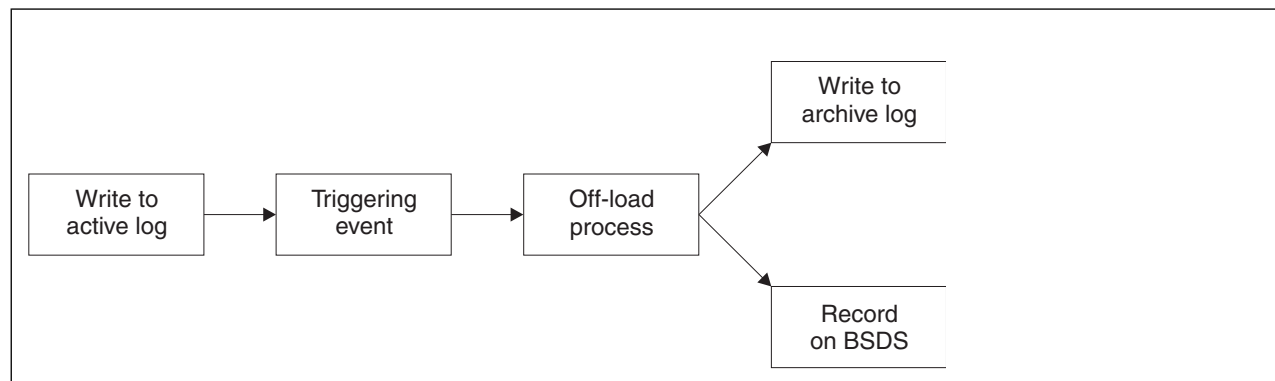 Write to
active log
Triggering
event
Off-load
process
Write to
archive log
Record
on BSDS